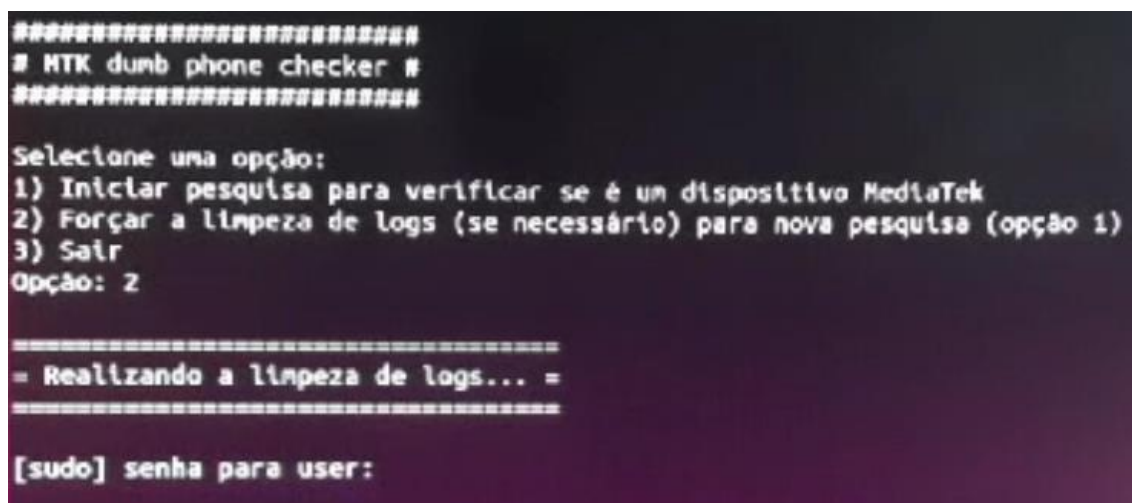 ##########################
# MTK dumb phone checker #
##########################
Selecione uma opção:
1) Iniciar pesquisa para verificar se é um dispositivo MediaTek
2) Forçar a limpeza de logs (se necessário) para nova pesquisa (opção 1)
3) Sair
Opção: 2
===================================
= Realizando a limpeza de logs... =
===================================
[sudo] senha para user: